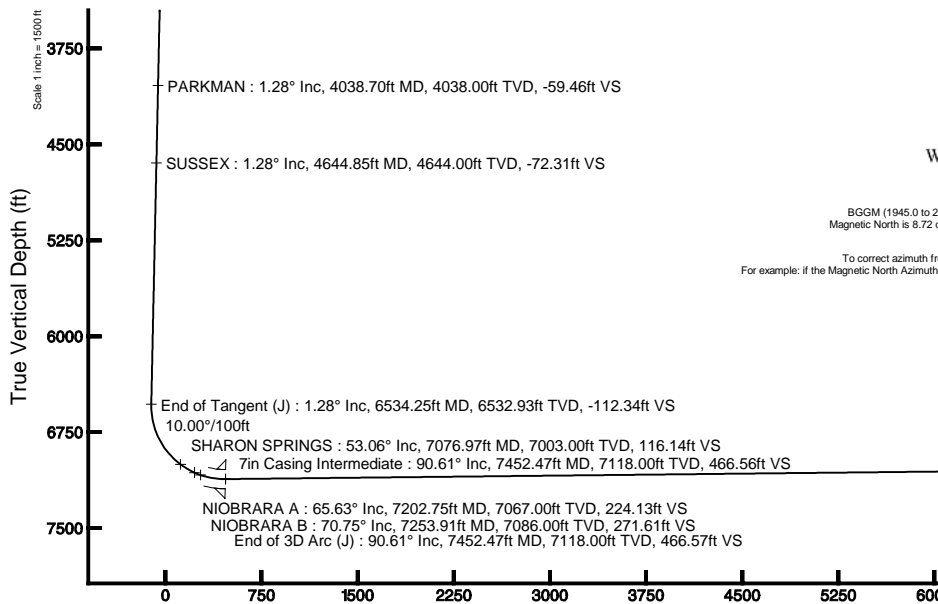 Scale 1 inch = 1500 ft
True Vertical Depth (ft)
3750
4500
5250
6000
6750
7500
PARKMAN : 1.28° Inc, 4038.70ft MD, 4038.00ft TVD, -59.46ft VS
SUSSEX : 1.28° Inc, 4644.85ft MD, 4644.00ft TVD, -72.31ft VS
W
BGGM (1945.0 to 2
Magnetic North is 8.72
To correct azimuth fr
For example: if the Magnetic North Azimuth
End of Tangent (J) : 1.28° Inc, 6534.25ft MD, 6532.93ft TVD, -112.34ft VS
10.00°/100ft
SHARON SPRINGS : 53.06° Inc, 7076.97ft MD, 7003.00ft TVD, 116.14ft VS
7in Casing Intermediate : 90.61° Inc, 7452.47ft MD, 7118.00ft TVD, 466.56ft VS
NIOBRARA A : 65.63° Inc, 7202.75ft MD, 7067.00ft TVD, 224.13ft VS
NIOBRARA B : 70.75° Inc, 7253.91ft MD, 7086.00ft TVD, 271.61ft VS
End of 3D Arc (J) : 90.61° Inc, 7452.47ft MD, 7118.00ft TVD, 466.57ft VS
0 750 1500 2250 3000 3750 4500 5250 600